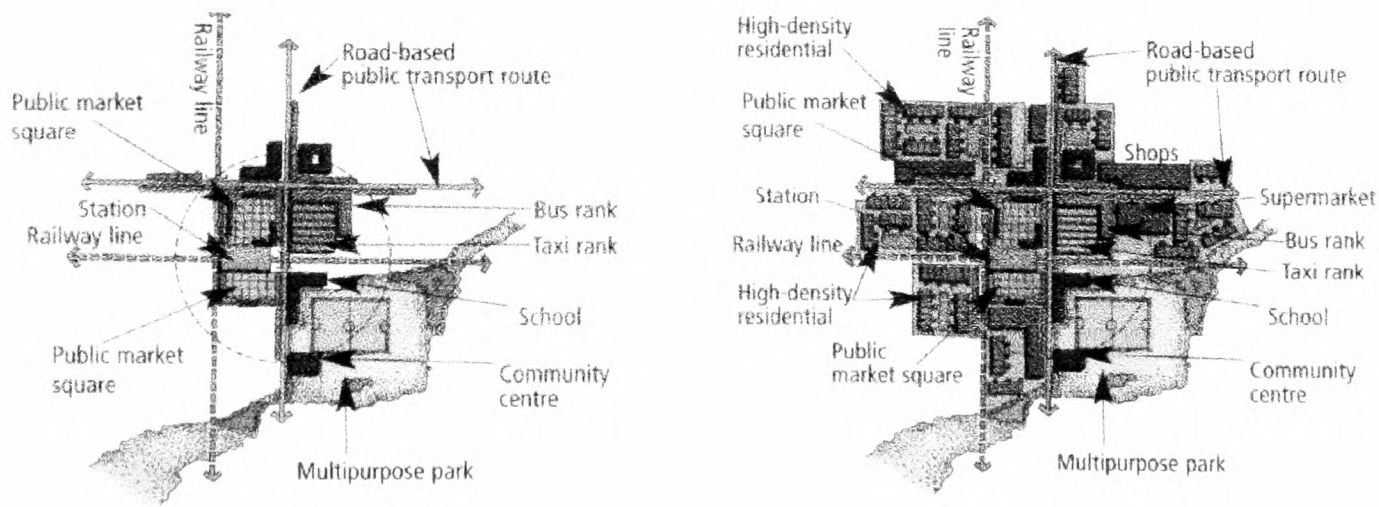 Railway line
Road-based
public transport route
Public market
square
Station
Railway line
Bus rank
Taxi rank
School
Public market
square
Community
centre
Multipurpose park
High-density
residential
Railway
line
Road-based
public transport route
Public market
square
Shops
Station
Supermarket
Railway line
Bus rank
Taxi rank
High-density
residential
School
Public
market square
Community
centre
Multipurpose park